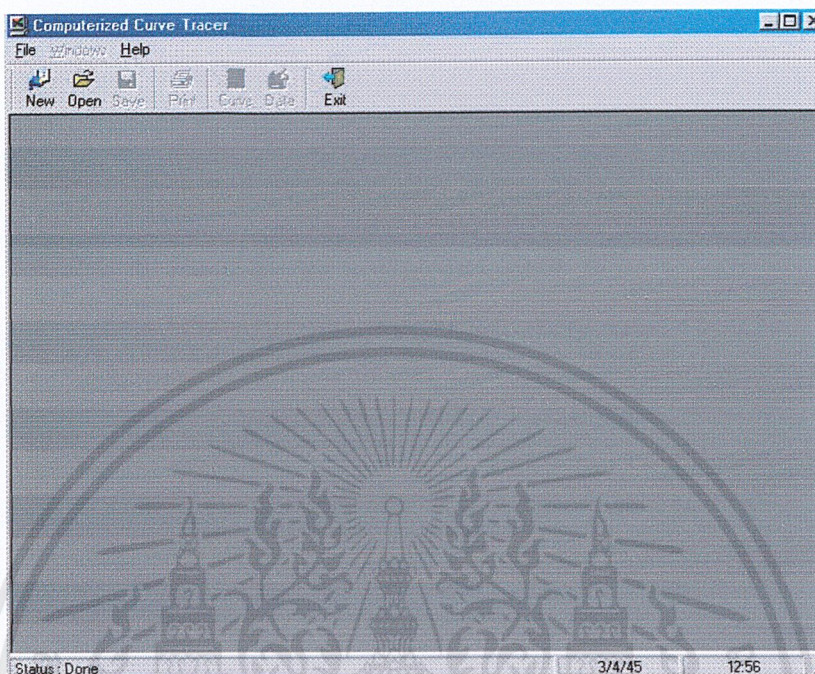 Computerized Curve Tracer
File Windows Help
New Open Save Print Curve Data Exit
Status : Done 3/4/45 12:56